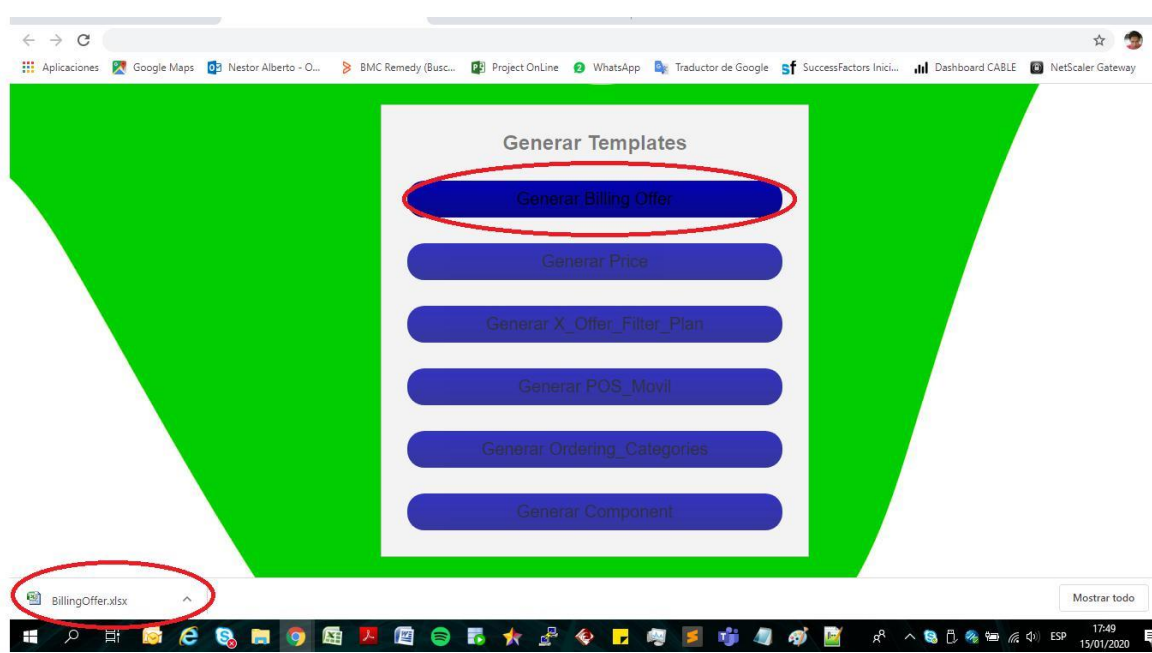 Aplicaciones Google Maps Nestor Alberto - O... BMC Remedy (Busc... Project OnLine WhatsApp Traductor de Google SuccessFactors Inici... Dashboard CABLE NetScaler Gateway
Generar Templates
Generar Billing Offer
Generar Price
Generar X_Offer_Filter_Plan
Generar POS_Movil
Generar Ordering_Categories
Generar Component
BillingOffer.xlsx Mostrar todo
ESP 17:49
15/01/2020